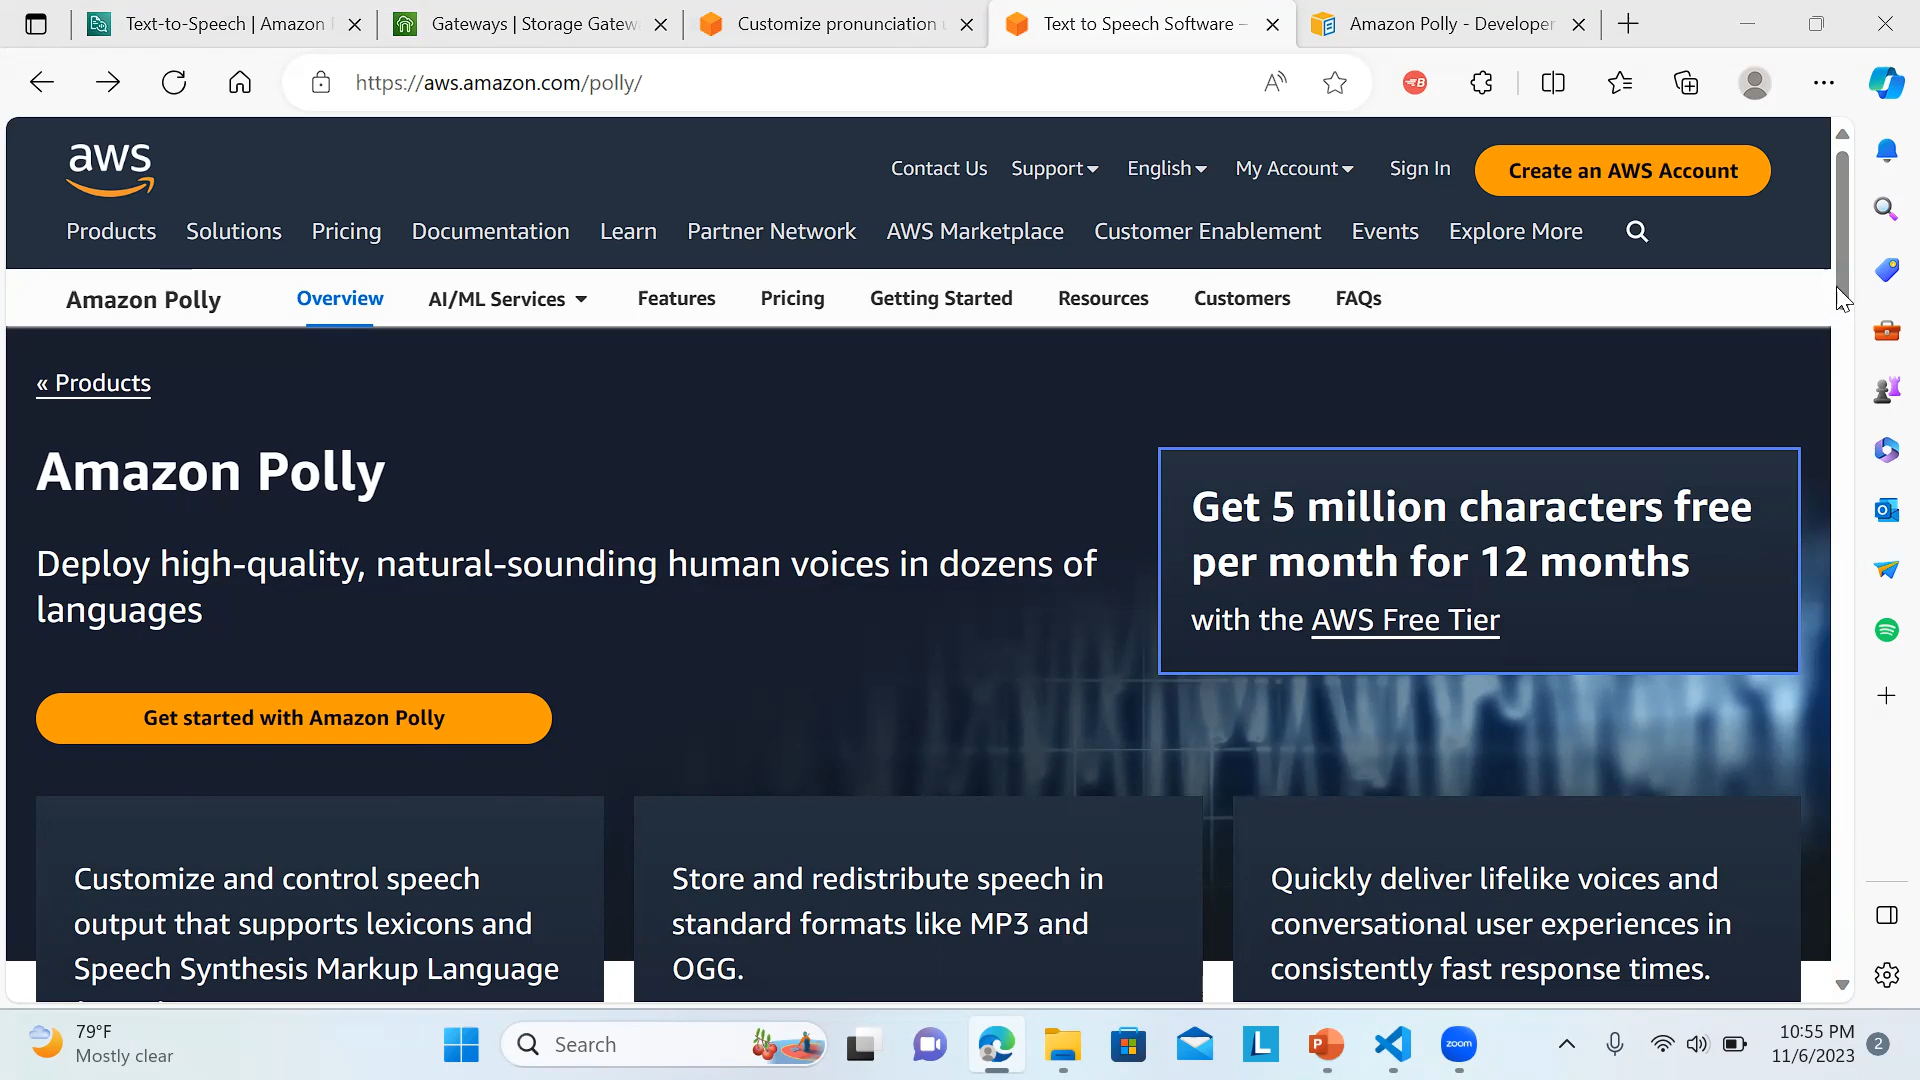 Text-to-Speech | Amazon
Gateways | Storage Gatew
Customize pronunciation
Text to Speech Software –
Amazon Polly - Developer
https://aws.amazon.com/polly/
aws
Contact Us
Support
English
My Account
Sign In
Create an AWS Account
Products
Solutions
Pricing
Documentation
Learn
Partner Network
AWS Marketplace
Customer Enablement
Events
Explore More
Amazon Polly
Overview
AI/ML Services
Features
Pricing
Getting Started
Resources
Customers
FAQs
« Products
Amazon Polly
Deploy high-quality, natural-sounding human voices in dozens of
languages
Get started with Amazon Polly
Get 5 million characters free
per month for 12 months
with the AWS Free Tier
Customize and control speech
output that supports lexicons and
Speech Synthesis Markup Language
Store and redistribute speech in
standard formats like MP3 and
OGG.
Quickly deliver lifelike voices and
conversational user experiences in
consistently fast response times.
79°F
Mostly clear
Search
zoom
10:55 PM
11/6/2023
2